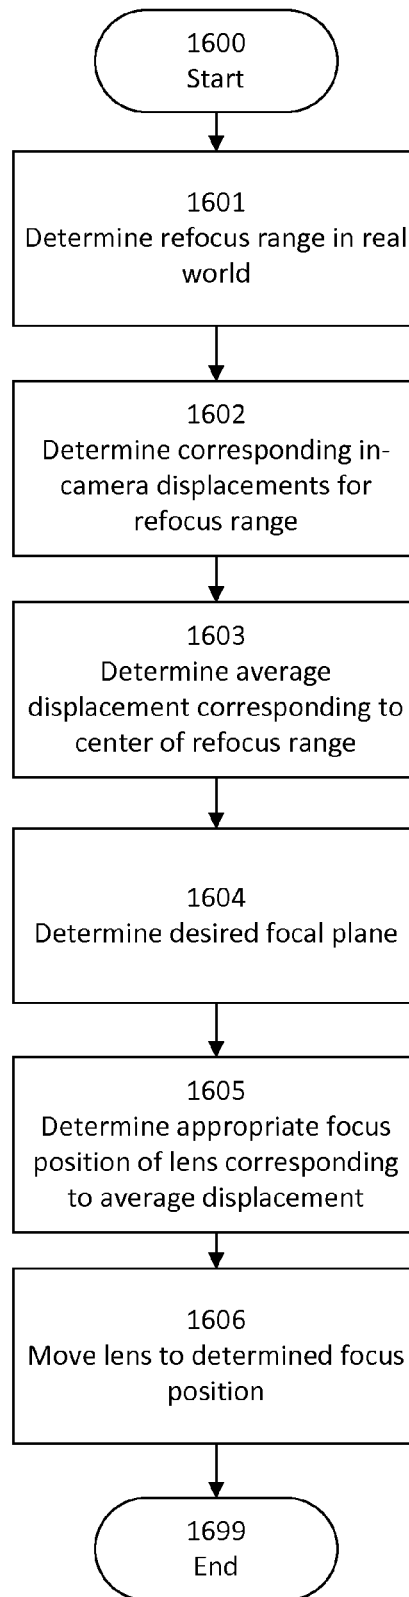 1600
Start
1601
Determine refocus range in real
world
1602
Determine corresponding in-
camera displacements for
refocus range
1603
Determine average
displacement corresponding to
center of refocus range
1604
Determine desired focal plane
1605
Determine appropriate focus
position of lens corresponding
to average displacement
1606
Move lens to determined focus
position
1699
End